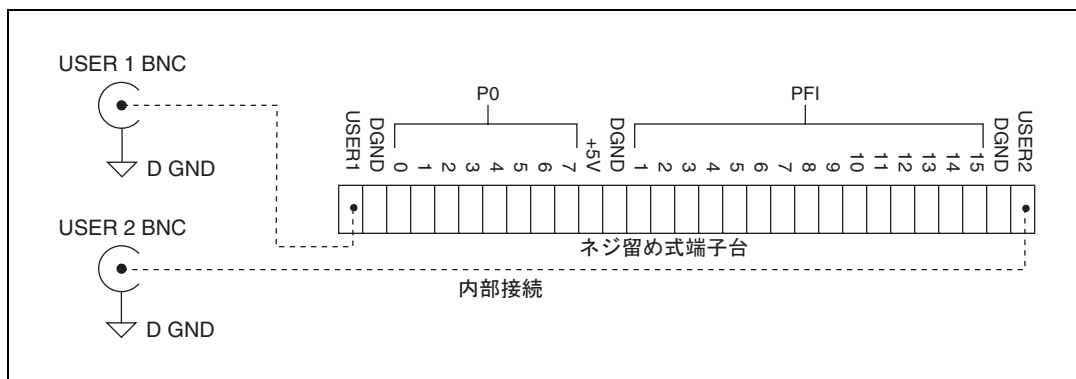 USER 1 BNC
D GND
USER 2 BNC
D GND
P0
PFI
USER1 DGND 0 1 2 3 4 5 6 7 +5V DGND 1 2 3 4 5 6 7 8 9 10 11 12 13 14 15 DGND USER2
ネジ留め式端子台
内部接続